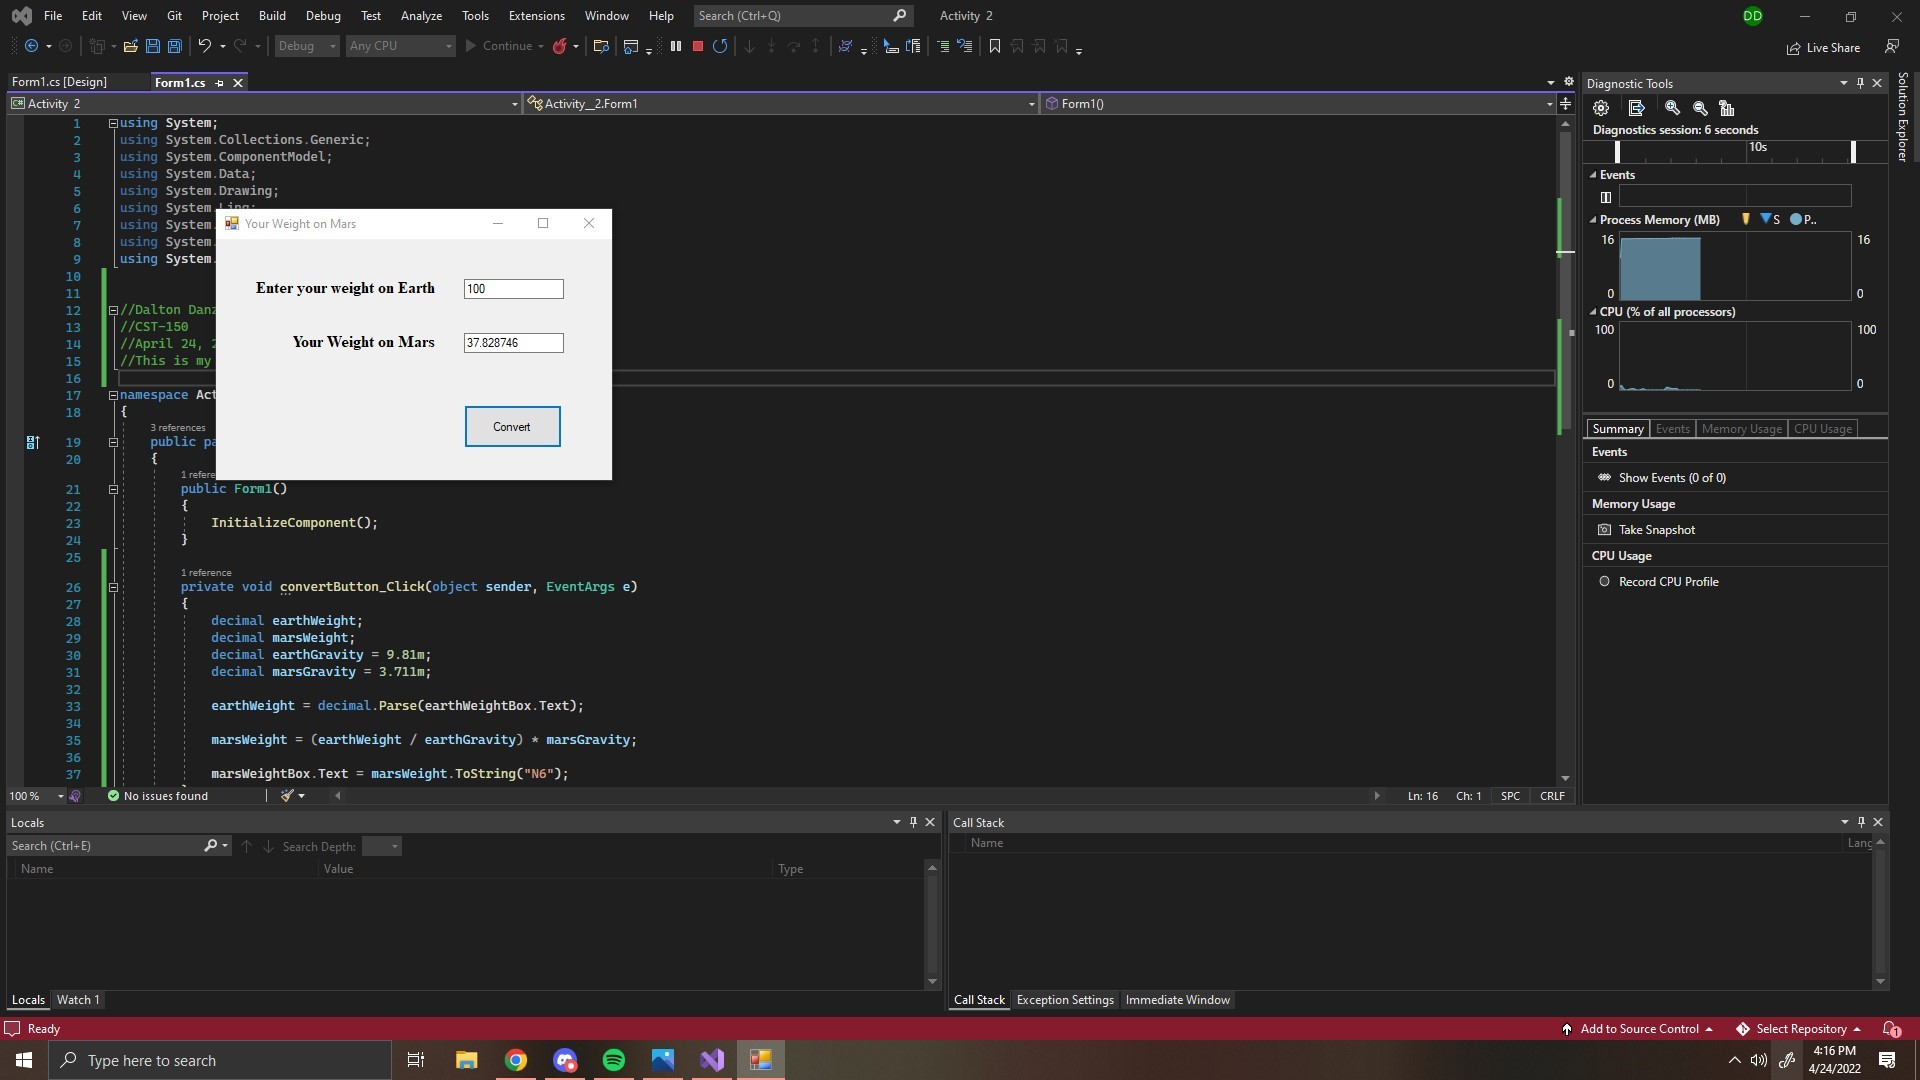 File Edit View Git Project Build Debug Test Analyze Tools Extensions Window Help Search (Ctrl+Q) Activity 2 DD
Debug Any CPU Continue Live Share
Form1.cs [Design] Form1.cs
Activity 2 Activity__2.Form1 Form1()
1 using System;
2 using System.Collections.Generic;
3 using System.ComponentModel;
4 using System.Data;
5 using System.Drawing;
6 using System.Linq;
7 using System.
8 using System.
9 using System.
10
11
12 //Dalton Danz
13 //CST-150
14 //April 24, 2
15 //This is my
16
17 namespace Act
18 {
3 references
19 public pa
20 {
1 refere
21 public Form1()
22 {
23 InitializeComponent();
24 }
25
1 reference
26 private void convertButton_Click(object sender, EventArgs e)
27 {
28 decimal earthWeight;
29 decimal marsWeight;
30 decimal earthGravity = 9.81m;
31 decimal marsGravity = 3.711m;
32
33 earthWeight = decimal.Parse(earthWeightBox.Text);
34
35 marsWeight = (earthWeight / earthGravity) * marsGravity;
36
37 marsWeightBox.Text = marsWeight.ToString("N6");
Your Weight on Mars
Enter your weight on Earth 100
Your Weight on Mars 37.828746
Convert
100 % No issues found Ln: 16 Ch: 1 SPC CRLF
Diagnostic Tools
Diagnostics session: 6 seconds
10s
Events
Process Memory (MB) S P..
16 16
0 0
CPU (% of all processors)
100 100
0 0
Summary Events Memory Usage CPU Usage
Events
Show Events (0 of 0)
Memory Usage
Take Snapshot
CPU Usage
Record CPU Profile
Solution Explorer
Locals
Search (Ctrl+E) Search Depth:
Name Value Type
Locals Watch 1
Call Stack
Name Lang
Call Stack Exception Settings Immediate Window
Ready Add to Source Control Select Repository 1
Type here to search
4:16 PM
4/24/2022